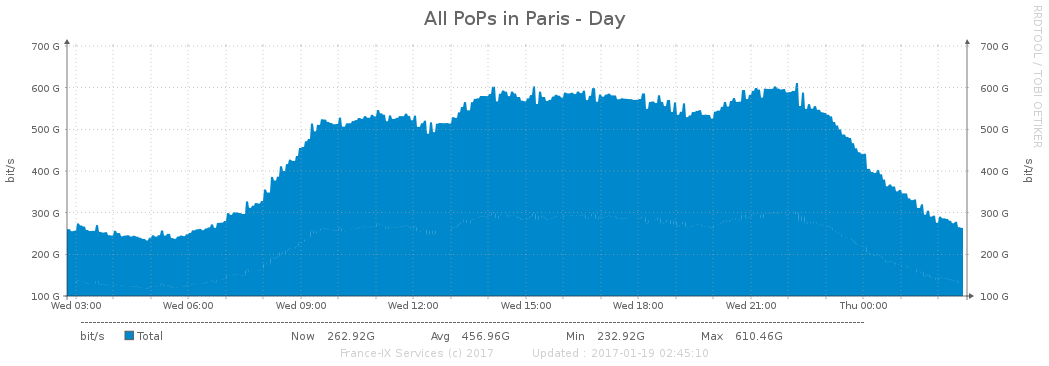 All PoPs in Paris - Day
RRDTOOL / TOBI OETIKER
700 G 700 G
600 G 600 G
500 G 500 G
400 G 400 G
300 G 300 G
200 G 200 G
100 G 100 G
bit/s
bit/s
Wed 03:00 Wed 06:00 Wed 09:00 Wed 12:00 Wed 15:00 Wed 18:00 Wed 21:00 Thu 00:00
bit/s Total Now 262.92G Avg 456.96G Min 232.92G Max 610.46G
France-IX Services (c) 2017 Updated : 2017-01-19 02:45:10